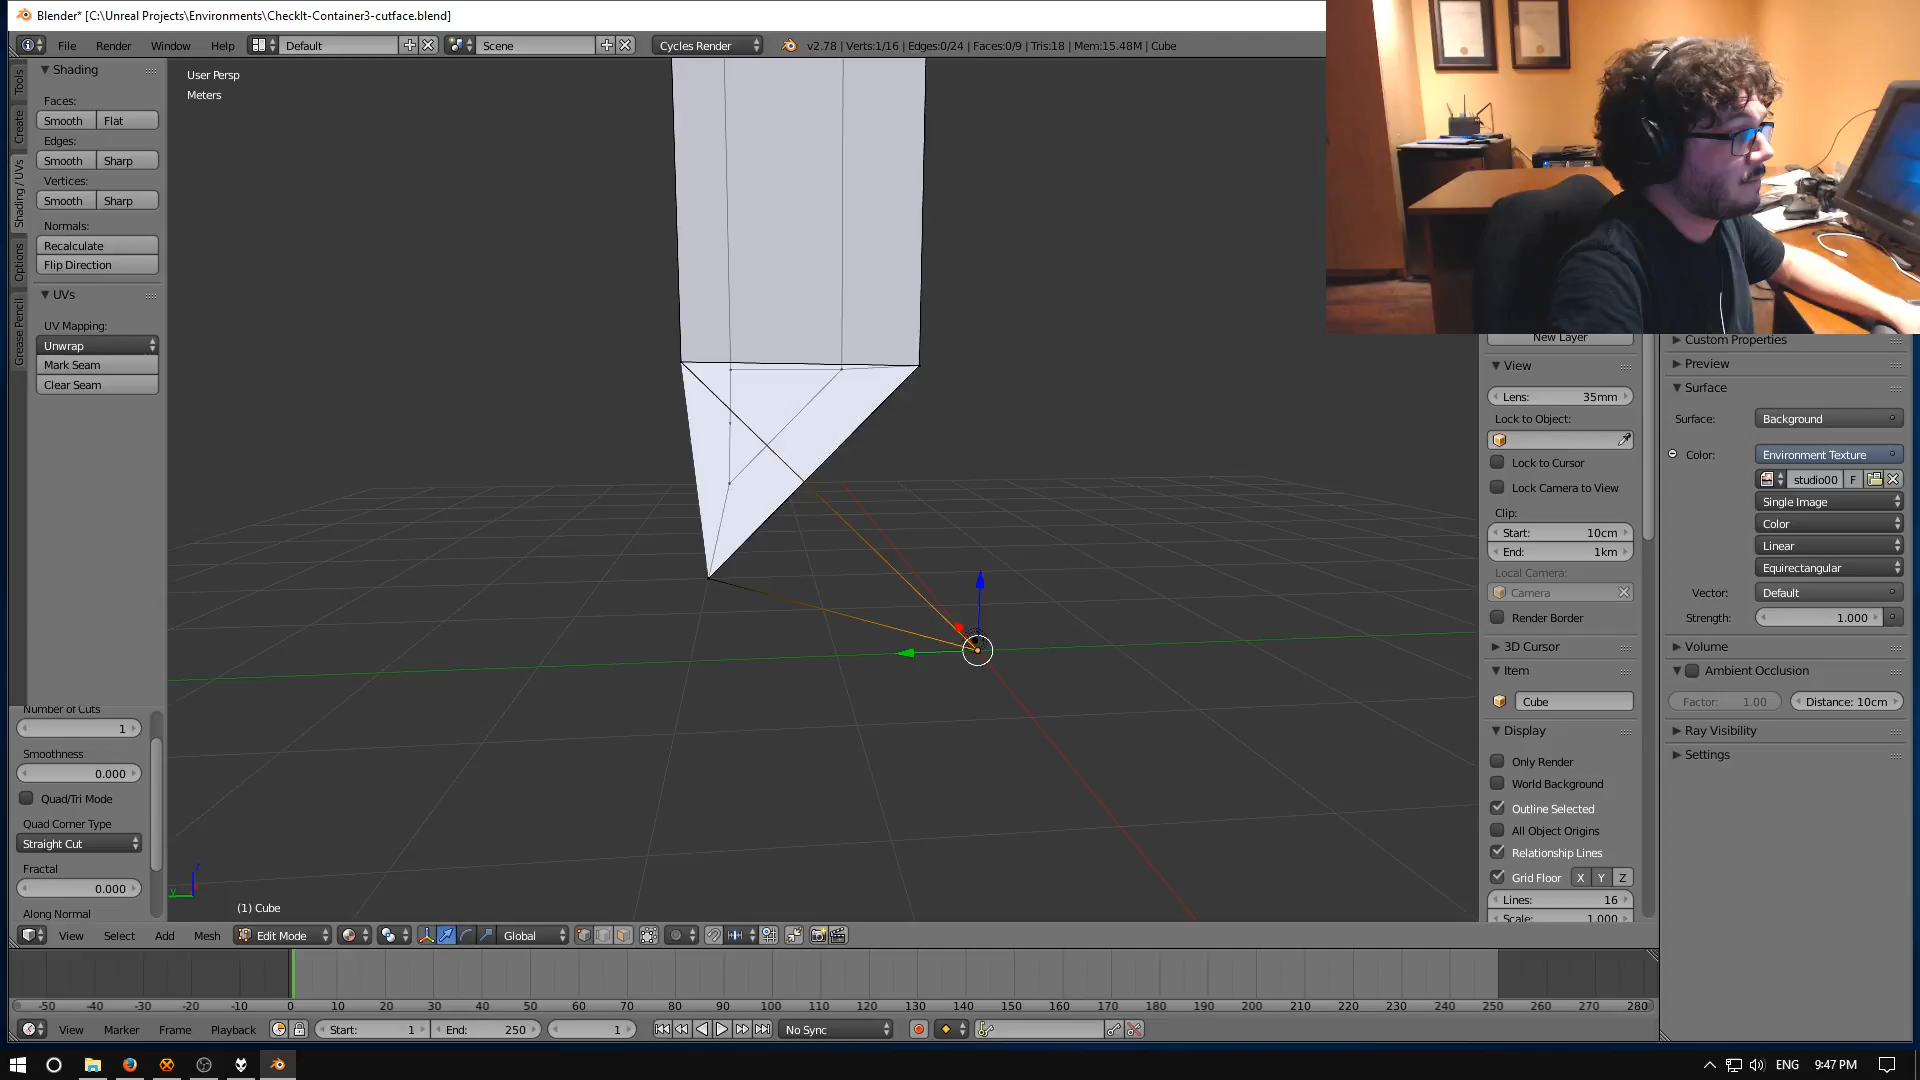 Blender* [C:\Unreal Projects\Environments\CheckIt-Container3-cutface.blend]
File Render Window Help Default Scene Cycles Render v2.78 | Verts:1/16 | Edges:0/24 | Faces:0/9 | Tris:18 | Mem:15.48M | Cube
Tools
Create
Shading / UVs
Options
Grease Pencil
Shading
Faces:
Smooth Flat
Edges:
Smooth Sharp
Vertices:
Smooth Sharp
Normals:
Recalculate
Flip Direction
UVs
UV Mapping:
Unwrap
Mark Seam
Clear Seam
Number of Cuts
1
Smoothness
0.000
Quad/Tri Mode
Quad Corner Type
Straight Cut
Fractal
0.000
Along Normal
User Persp
Meters
(1) Cube
New Layer
View
Lens: 35mm
Lock to Object:
Lock to Cursor
Lock Camera to View
Clip:
Start: 10cm
End: 1km
Local Camera:
Camera
Render Border
3D Cursor
Item
Cube
Display
Only Render
World Background
Outline Selected
All Object Origins
Relationship Lines
Grid Floor X Y Z
Lines: 16
Scale: 1.000
Custom Properties
Preview
Surface
Surface: Background
Color: Environment Texture
studio00 F
Single Image
Color
Linear
Equirectangular
Vector: Default
Strength: 1.000
Volume
Ambient Occlusion
Factor: 1.00 Distance: 10cm
Ray Visibility
Settings
View Select Add Mesh Edit Mode Global
-50 -40 -30 -20 -10 0 10 20 30 40 50 60 70 80 90 100 110 120 130 140 150 160 170 180 190 200 210 220 230 240 250 260 270 280
View Marker Frame Playback Start: 1 End: 250 1 No Sync
ENG 9:47 PM